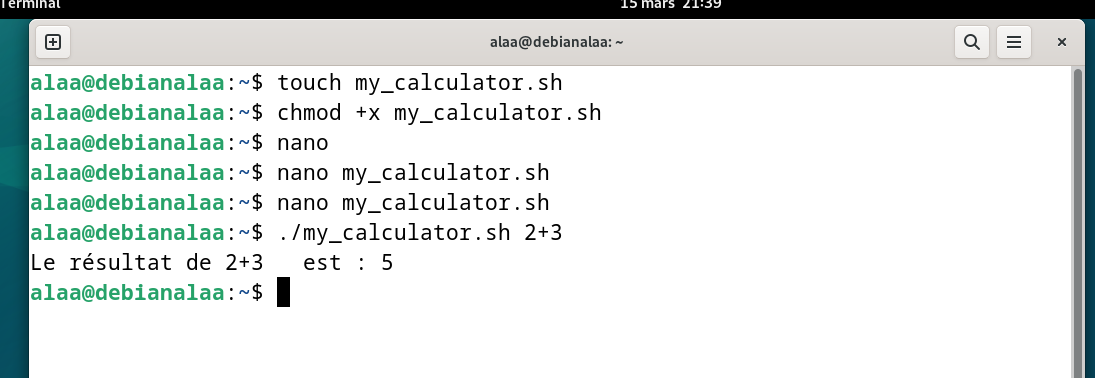 Terminal
15 mars 21:39
alaa@debianalaa: ~
alaa@debianalaa:~$ touch my_calculator.sh
alaa@debianalaa:~$ chmod +x my_calculator.sh
alaa@debianalaa:~$ nano
alaa@debianalaa:~$ nano my_calculator.sh
alaa@debianalaa:~$ nano my_calculator.sh
alaa@debianalaa:~$ ./my_calculator.sh 2+3
Le résultat de 2+3   est : 5
alaa@debianalaa:~$